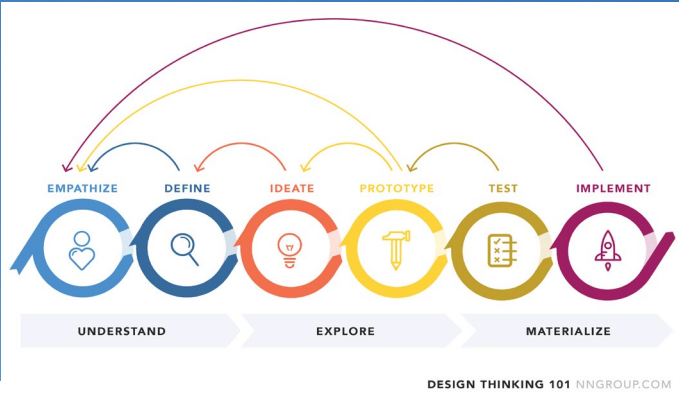 EMPATHIZE DEFINE IDEATE PROTOTYPE TEST IMPLEMENT
UNDERSTAND EXPLORE MATERIALIZE
DESIGN THINKING 101 NNGROUP.COM